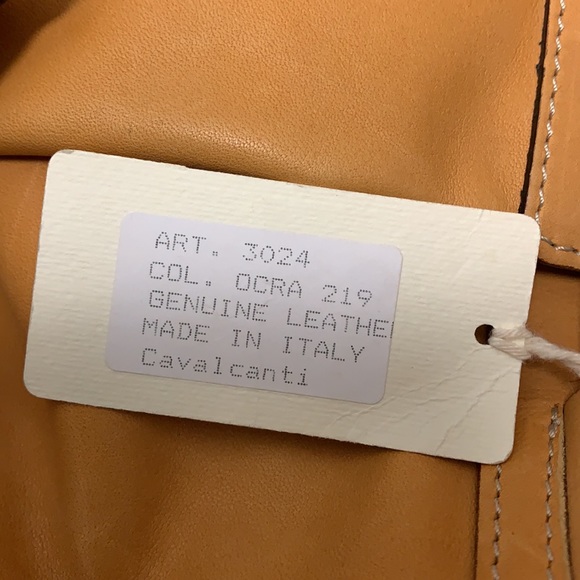 ART. 3024
COL. OCRA 219
GENUINE LEATHE
MADE IN ITALY
Cavalcanti